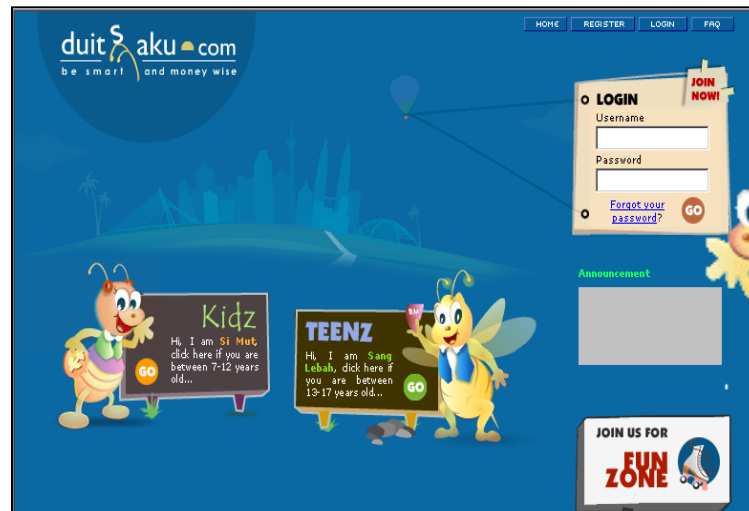 HOME REGISTER LOGIN FAQ
duit Saku.com
be smart and money wise
JOIN
NOW!
LOGIN
Username
Password
Forgot your
password?
GO
Announcement
Kidz
Hi, I am Si Mut,
click here if you are
between 7-12 years
old...
GO
TEENZ
Hi, I am Sang
Lebah, click here if
you are between
13-17 years old...
GO
RM
JOIN US FOR
FUN
ZONE